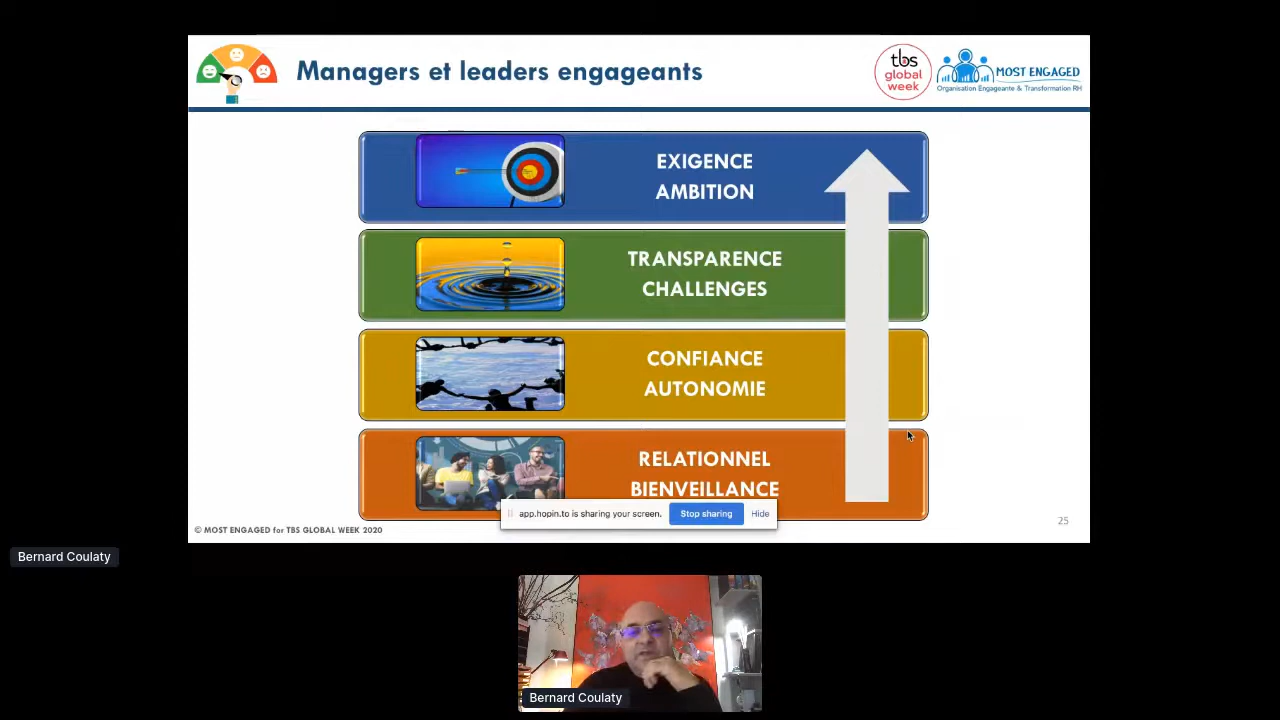 Managers et leaders engageants
tbs
global
week
MOST ENGAGED
Organisation Engageante & Transformation RH
EXIGENCE
AMBITION
TRANSPARENCE
CHALLENGES
CONFIANCE
AUTONOMIE
RELATIONNEL
BIENVEILLANCE
app.hopin.to is sharing your screen.
Stop sharing
Hide
© MOST ENGAGED for TBS GLOBAL WEEK 2020
25
Bernard Coulaty
Bernard Coulaty